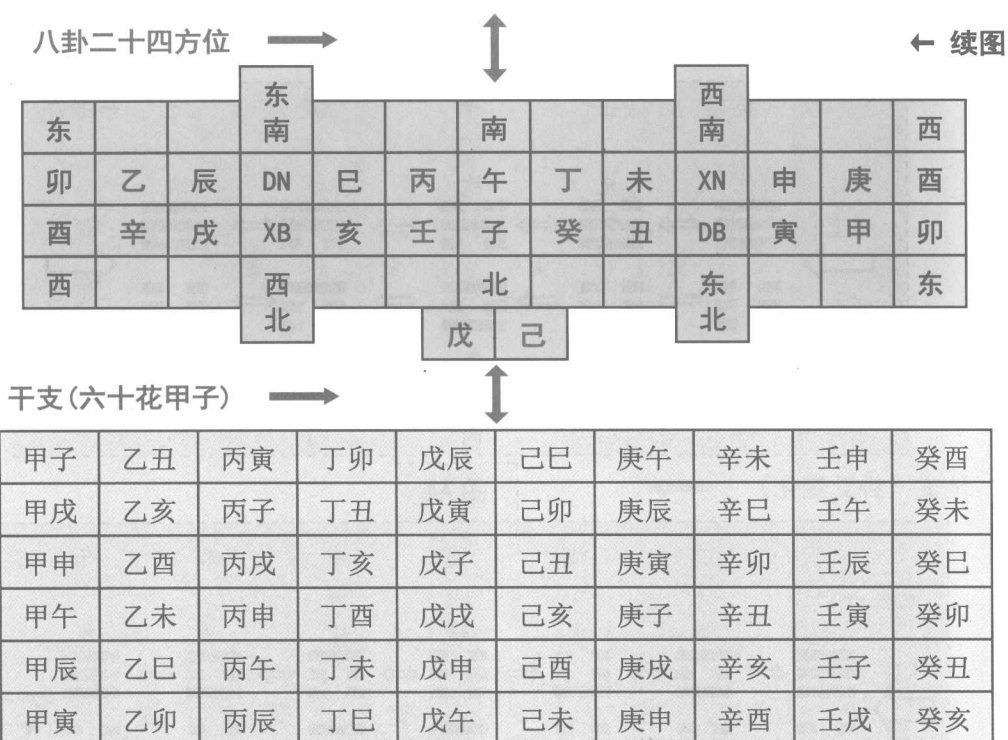 八卦二十四方位 → ← 续图
东 东南 南 西南 西
卯 乙 辰 DN 巳 丙 午 丁 未 XN 申 庚 酉
酉 辛 戌 XB 亥 壬 子 癸 丑 DB 寅 甲 卯
西 西北 北 东北 东
戊 己
干支(六十花甲子) →
甲子 乙丑 丙寅 丁卯 戊辰 己巳 庚午 辛未 壬申 癸酉
甲戌 乙亥 丙子 丁丑 戊寅 己卯 庚辰 辛巳 壬午 癸未
甲申 乙酉 丙戌 丁亥 戊子 己丑 庚寅 辛卯 壬辰 癸巳
甲午 乙未 丙申 丁酉 戊戌 己亥 庚子 辛丑 壬寅 癸卯
甲辰 乙巳 丙午 丁未 戊申 己酉 庚戌 辛亥 壬子 癸丑
甲寅 乙卯 丙辰 丁巳 戊午 己未 庚申 辛酉 壬戌 癸亥